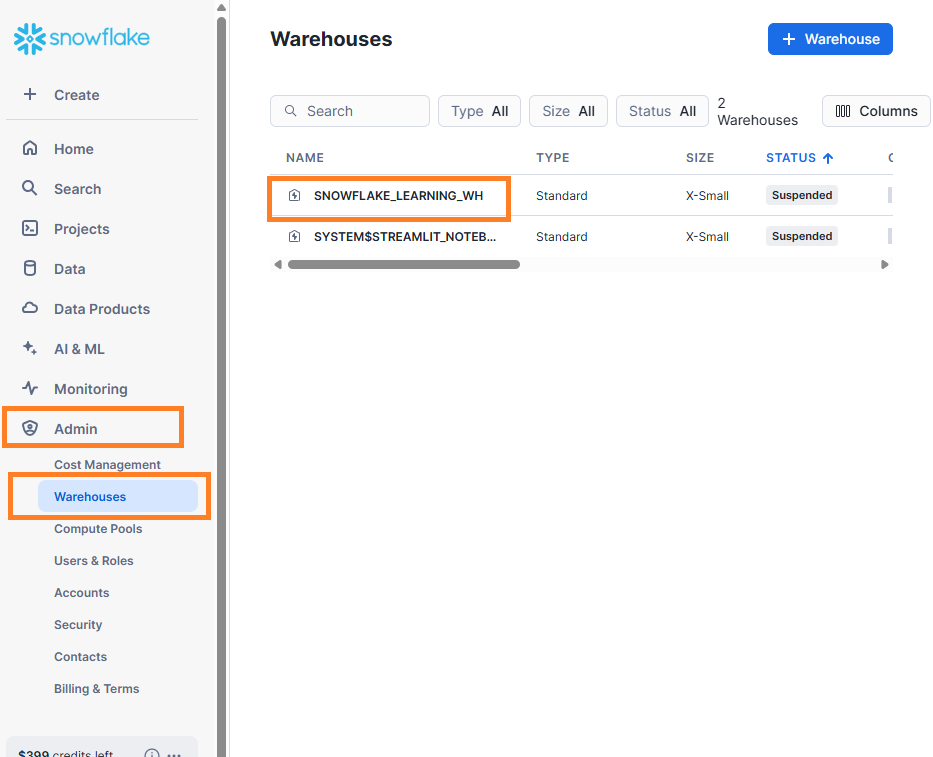 snowflake
Create
Home
Search
Projects
Data
Data Products
AI & ML
Monitoring
Admin
Cost Management
Warehouses
Compute Pools
Users & Roles
Accounts
Security
Contacts
Billing & Terms
$399 credits left
Warehouses
+ Warehouse
Search
Type All
Size All
Status All
2
Warehouses
Columns
NAME TYPE SIZE STATUS
SNOWFLAKE_LEARNING_WH Standard X-Small Suspended
SYSTEM$STREAMLIT_NOTEB... Standard X-Small Suspended